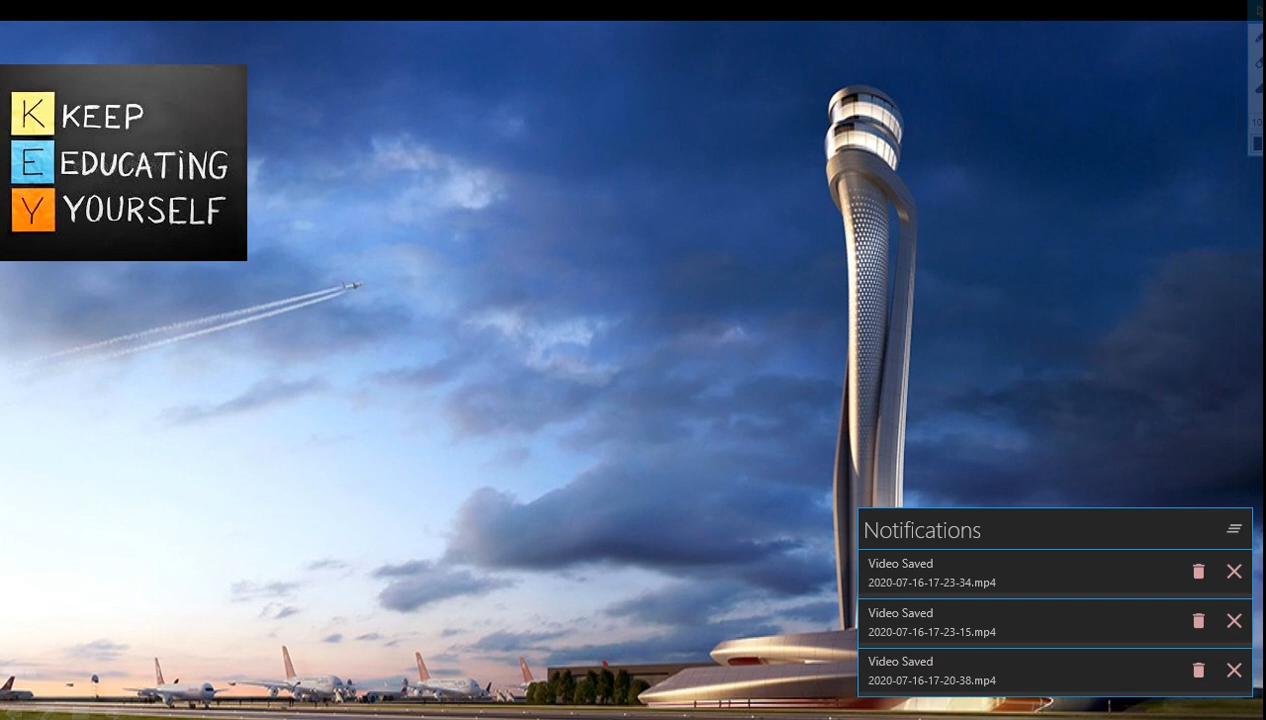 K KEEP
E EDUCATiNG
Y YOURSELF
Notifications
Video Saved
2020-07-16-17-23-34.mp4
Video Saved
2020-07-16-17-23-15.mp4
Video Saved
2020-07-16-17-20-38.mp4